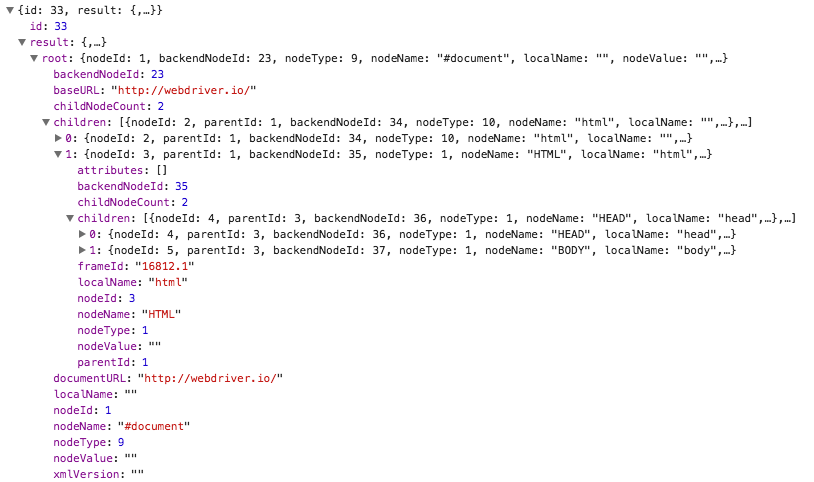 {id: 33, result: {,…}}
id: 33
result: {,…}
root: {nodeId: 1, backendNodeId: 23, nodeType: 9, nodeName: "#document", localName: "", nodeValue: "",…}
backendNodeId: 23
baseURL: "http://webdriver.io/"
childNodeCount: 2
children: [{nodeId: 2, parentId: 1, backendNodeId: 34, nodeType: 10, nodeName: "html", localName: "",…},…]
0: {nodeId: 2, parentId: 1, backendNodeId: 34, nodeType: 10, nodeName: "html", localName: "",…}
1: {nodeId: 3, parentId: 1, backendNodeId: 35, nodeType: 1, nodeName: "HTML", localName: "html",…}
attributes: []
backendNodeId: 35
childNodeCount: 2
children: [{nodeId: 4, parentId: 3, backendNodeId: 36, nodeType: 1, nodeName: "HEAD", localName: "head",…},…]
0: {nodeId: 4, parentId: 3, backendNodeId: 36, nodeType: 1, nodeName: "HEAD", localName: "head",…}
1: {nodeId: 5, parentId: 3, backendNodeId: 37, nodeType: 1, nodeName: "BODY", localName: "body",…}
frameId: "16812.1"
localName: "html"
nodeId: 3
nodeName: "HTML"
nodeType: 1
nodeValue: ""
parentId: 1
documentURL: "http://webdriver.io/"
localName: ""
nodeId: 1
nodeName: "#document"
nodeType: 9
nodeValue: ""
xmlVersion: ""